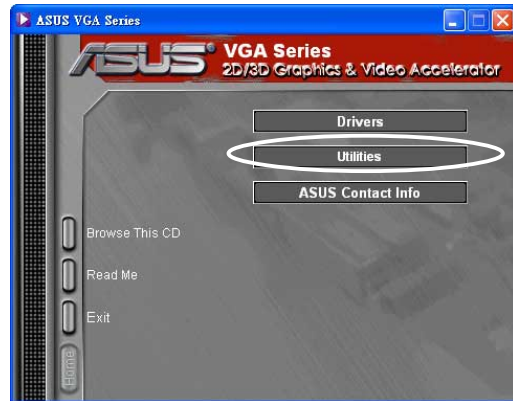 ASUS VGA Series
ASUS VGA Series
2D/3D Graphics & Video Accelerator
Drivers
Utilities
ASUS Contact Info
Browse This CD
Read Me
Exit
Home